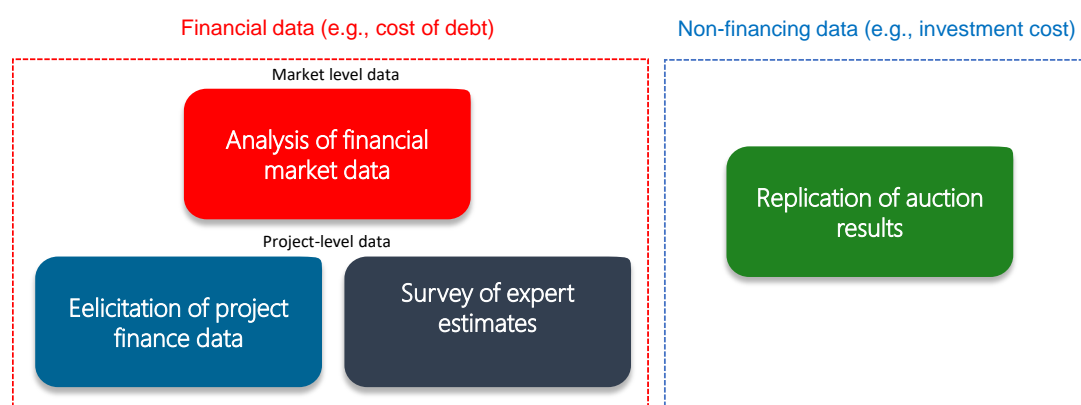 Financial data (e.g., cost of debt)
Non-financing data (e.g., investment cost)
Market level data
Analysis of financial
market data
Replication of auction
results
Project-level data
Eelicitation of project
finance data
Survey of expert
estimates